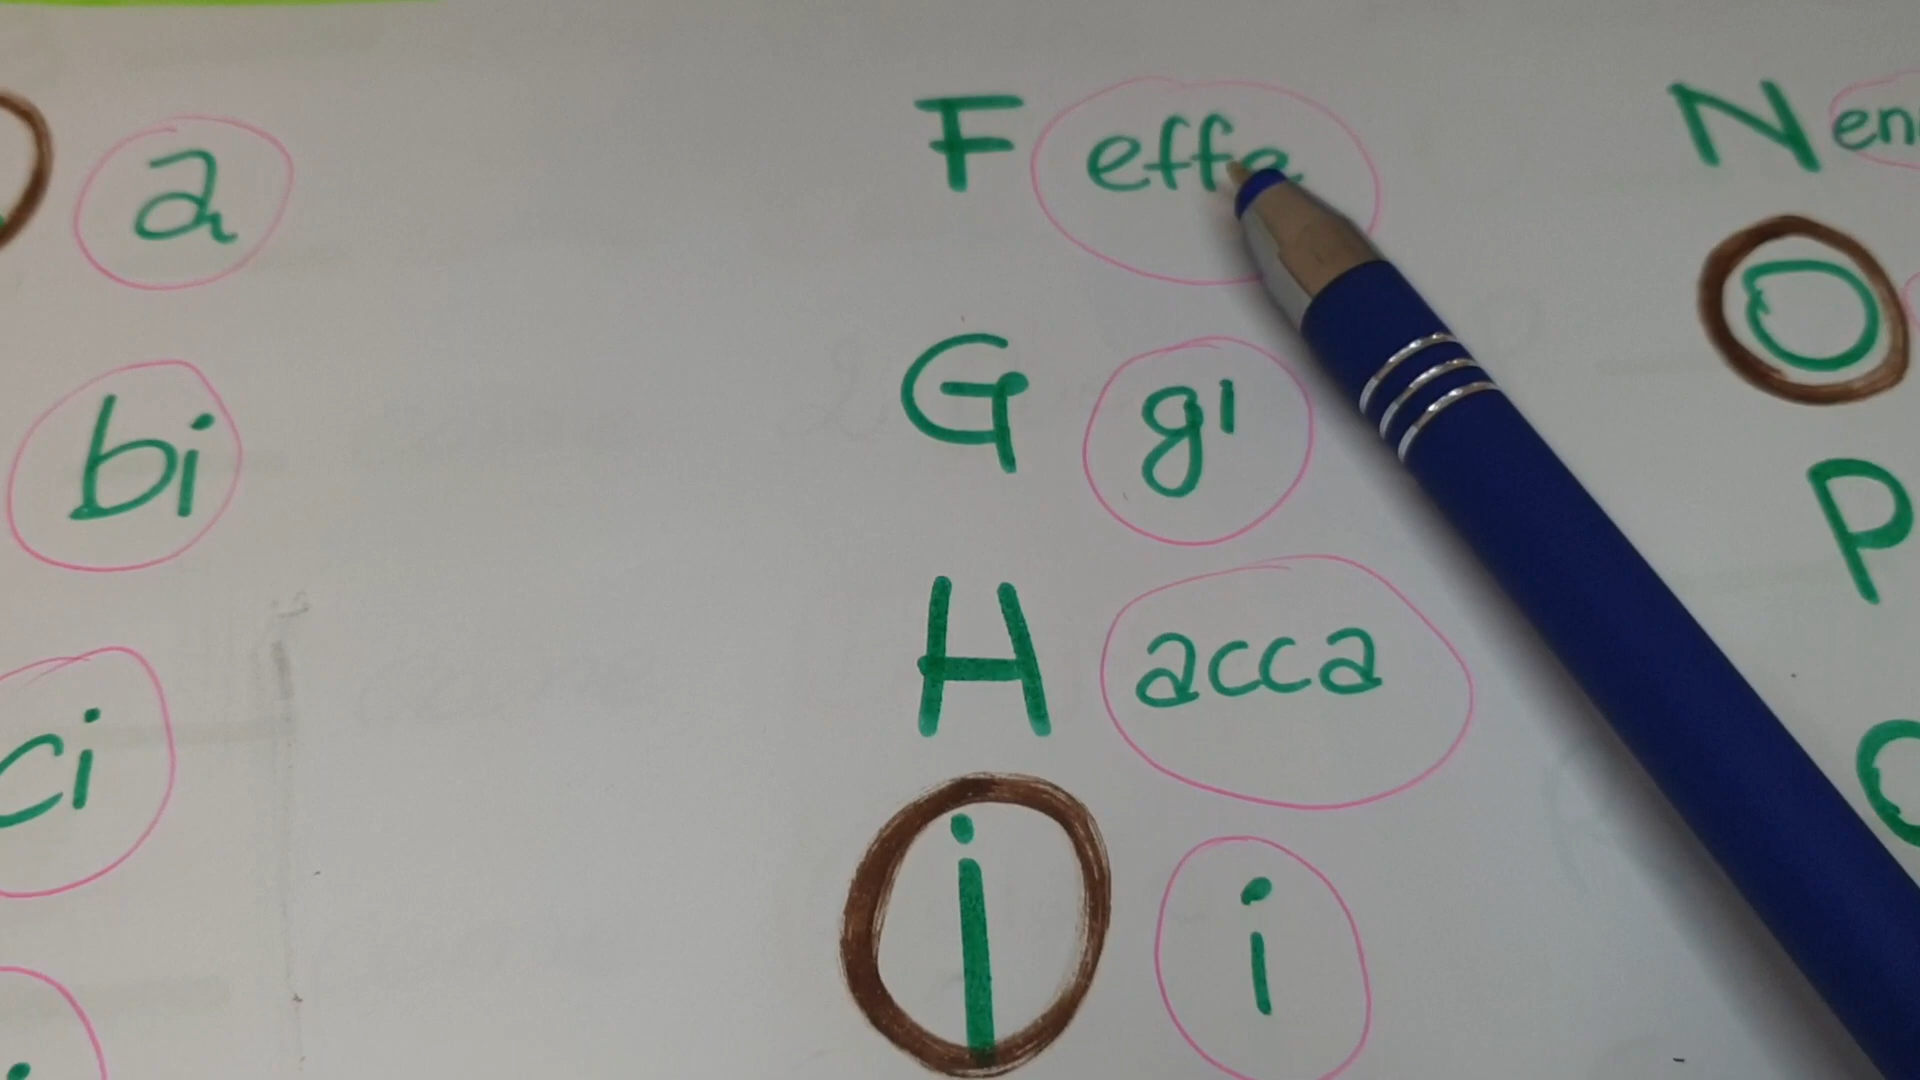 a
bi
ci
F effe
G gi
H acca
i i
N en
O
P